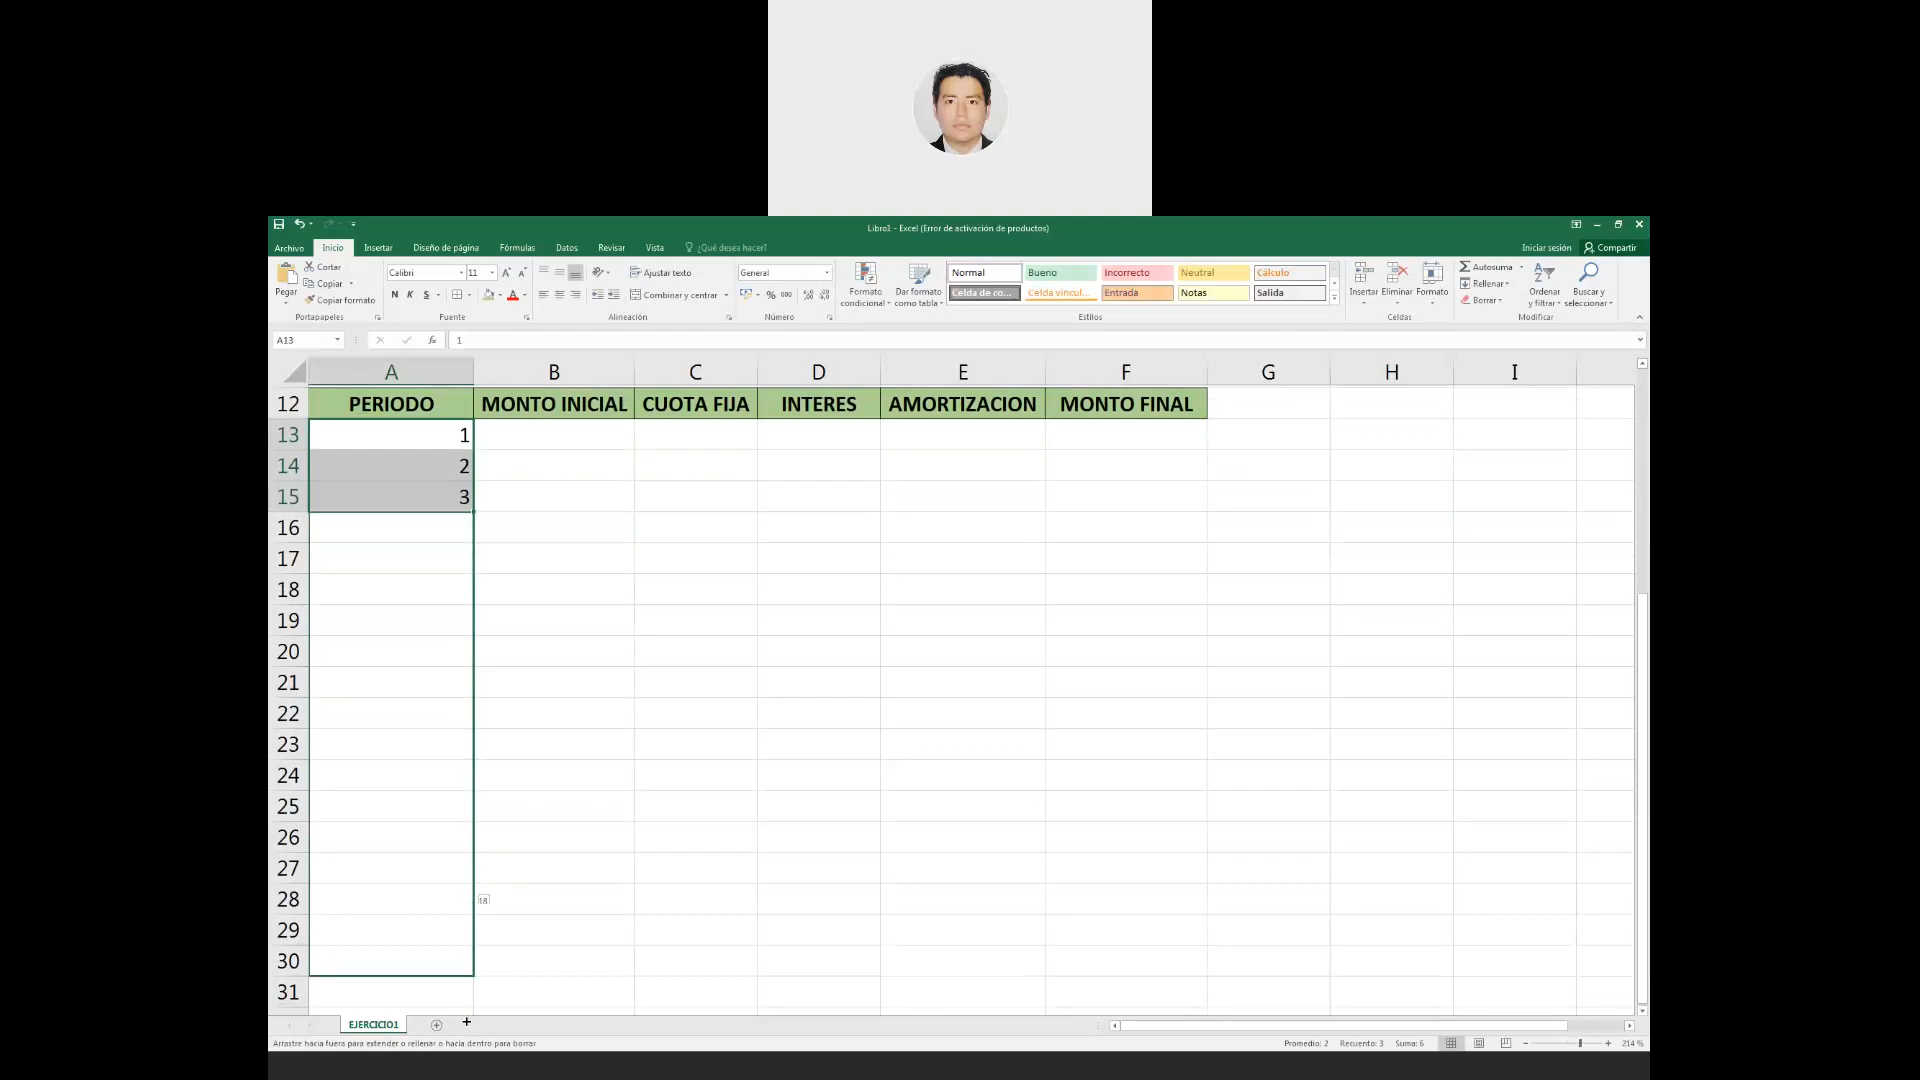 Libro1 - Excel (Error de activación de productos)
Archivo Inicio Insertar Diseño de página Fórmulas Datos Revisar Vista ¿Qué desea hacer? Iniciar sesión Compartir
Pegar Cortar Copiar Copiar formato Portapapeles
Calibri 11 N K S Fuente
Ajustar texto Combinar y centrar Alineación
General % 000 Número
Formato condicional Dar formato como tabla
Normal Bueno Incorrecto Neutral Cálculo
Celda de co... Celda vincul... Entrada Notas Salida
Estilos
Insertar Eliminar Formato Celdas
Autosuma Rellenar Borrar Ordenar y filtrar Buscar y seleccionar Modificar
A13 fx 1
A B C D E F G H I
12 PERIODO MONTO INICIAL CUOTA FIJA INTERES AMORTIZACION MONTO FINAL
13 1
14 2
15 3
16
17
18
19
20
21
22
23
24
25
26
27
28 18
29
30
31
EJERCICIO1
Arrastre hacia fuera para extender o rellenar o hacia dentro para borrar Promedio: 2 Recuento: 3 Suma: 6 214 %